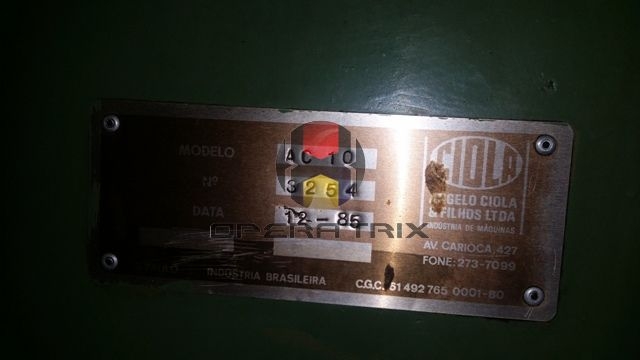 MODELO AC 10
Nº 3254
DATA 12-86
CIOLA
ANGELO CIOLA
& FILHOS LTDA
INDÚSTRIA DE MÁQUINAS
AV. CARIOCA, 427
FONE: 273-7099
INDÚSTRIA BRASILEIRA
C.G.C. 61 492 765 0001-80
OPERATRIX